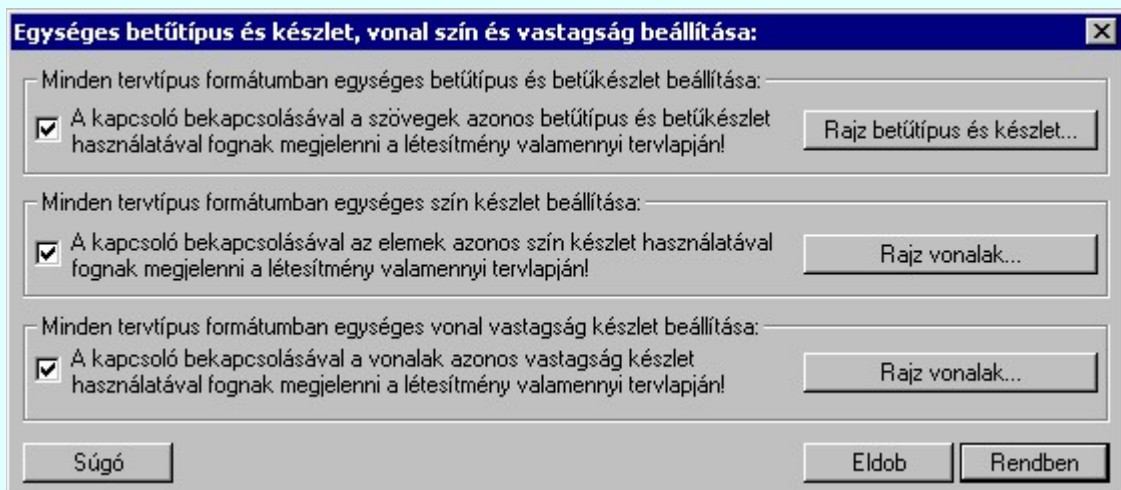 Egységes betűtípus és készlet, vonal szín és vastagság beállítása:
Minden tervtípus formátumban egységes betűtípus és betűkészlet beállítása:
A kapcsoló bekapcsolásával a szövegek azonos betűtípus és betűkészlet
használatával fognak megjelenni a létesítmény valamennyi tervlapján!
Rajz betűtípus és készlet...
Minden tervtípus formátumban egységes szín készlet beállítása:
A kapcsoló bekapcsolásával az elemek azonos szín készlet használatával
fognak megjelenni a létesítmény valamennyi tervlapján!
Rajz vonalak...
Minden tervtípus formátumban egységes vonal vastagság készlet beállítása:
A kapcsoló bekapcsolásával a vonalak azonos vastagság készlet
használatával fognak megjelenni a létesítmény valamennyi tervlapján!
Rajz vonalak...
Súgó
Eldob
Rendben